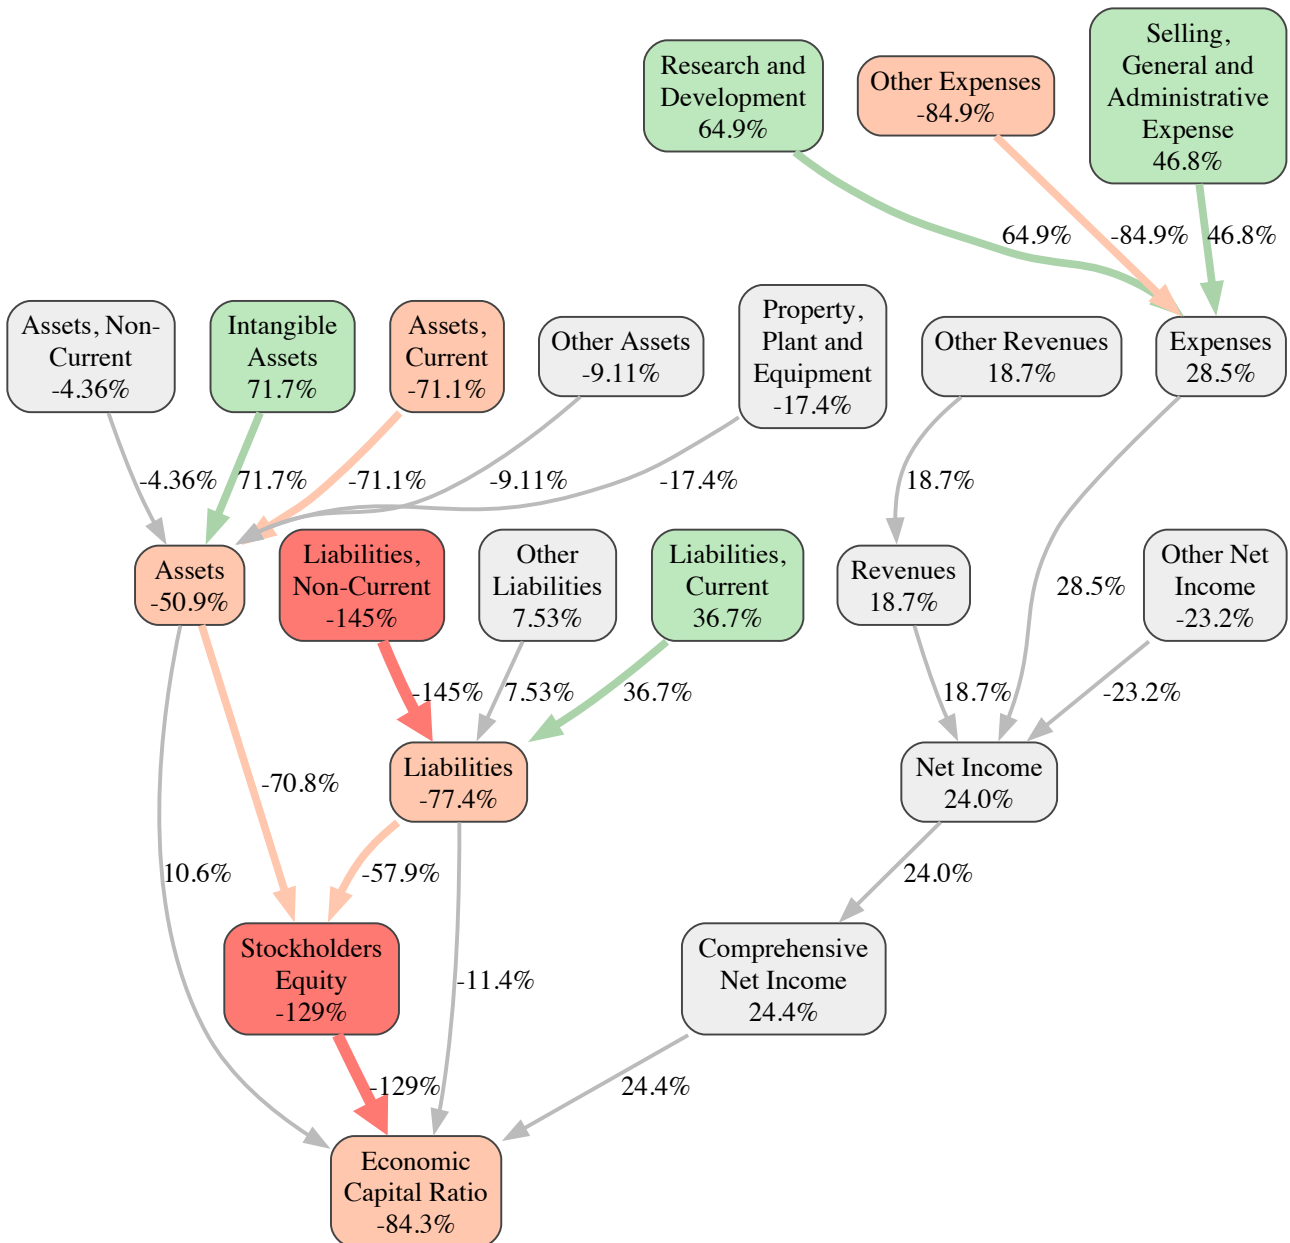 Research and
Development
64.9%
Other Expenses
-84.9%
Selling,
General and
Administrative
Expense
46.8%
64.9%
-84.9%
46.8%
Assets, Non-
Current
-4.36%
Intangible
Assets
71.7%
Assets,
Current
-71.1%
Other Assets
-9.11%
Property,
Plant and
Equipment
-17.4%
Other Revenues
18.7%
Expenses
28.5%
-4.36%
71.7%
-71.1%
-9.11%
-17.4%
18.7%
Assets
-50.9%
Liabilities,
Non-Current
-145%
Other
Liabilities
7.53%
Liabilities,
Current
36.7%
Revenues
18.7%
28.5%
Other Net
Income
-23.2%
-145%
7.53%
36.7%
18.7%
-23.2%
-70.8%
Liabilities
-77.4%
Net Income
24.0%
10.6%
-57.9%
24.0%
Stockholders
Equity
-129%
-11.4%
Comprehensive
Net Income
24.4%
-129%
24.4%
Economic
Capital Ratio
-84.3%